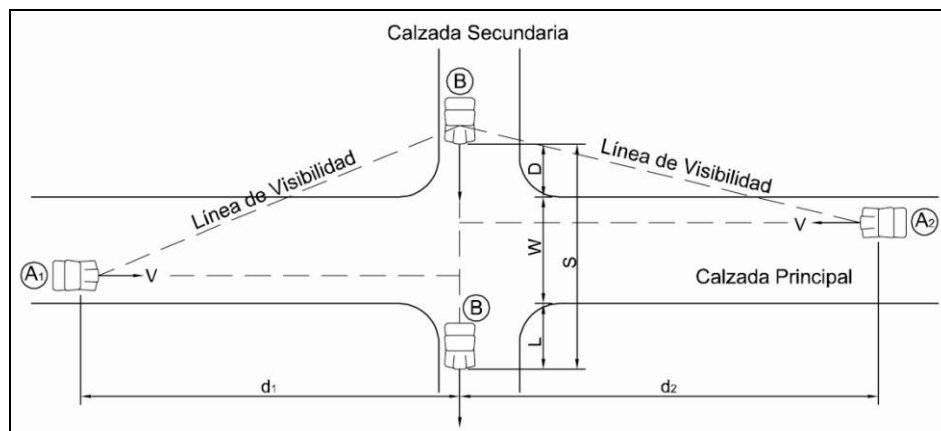 Calzada Secundaria
B
Línea de Visibilidad
Línea de Visibilidad
D
A1
V
W
S
V
A2
Calzada Principal
B
L
d1
d2